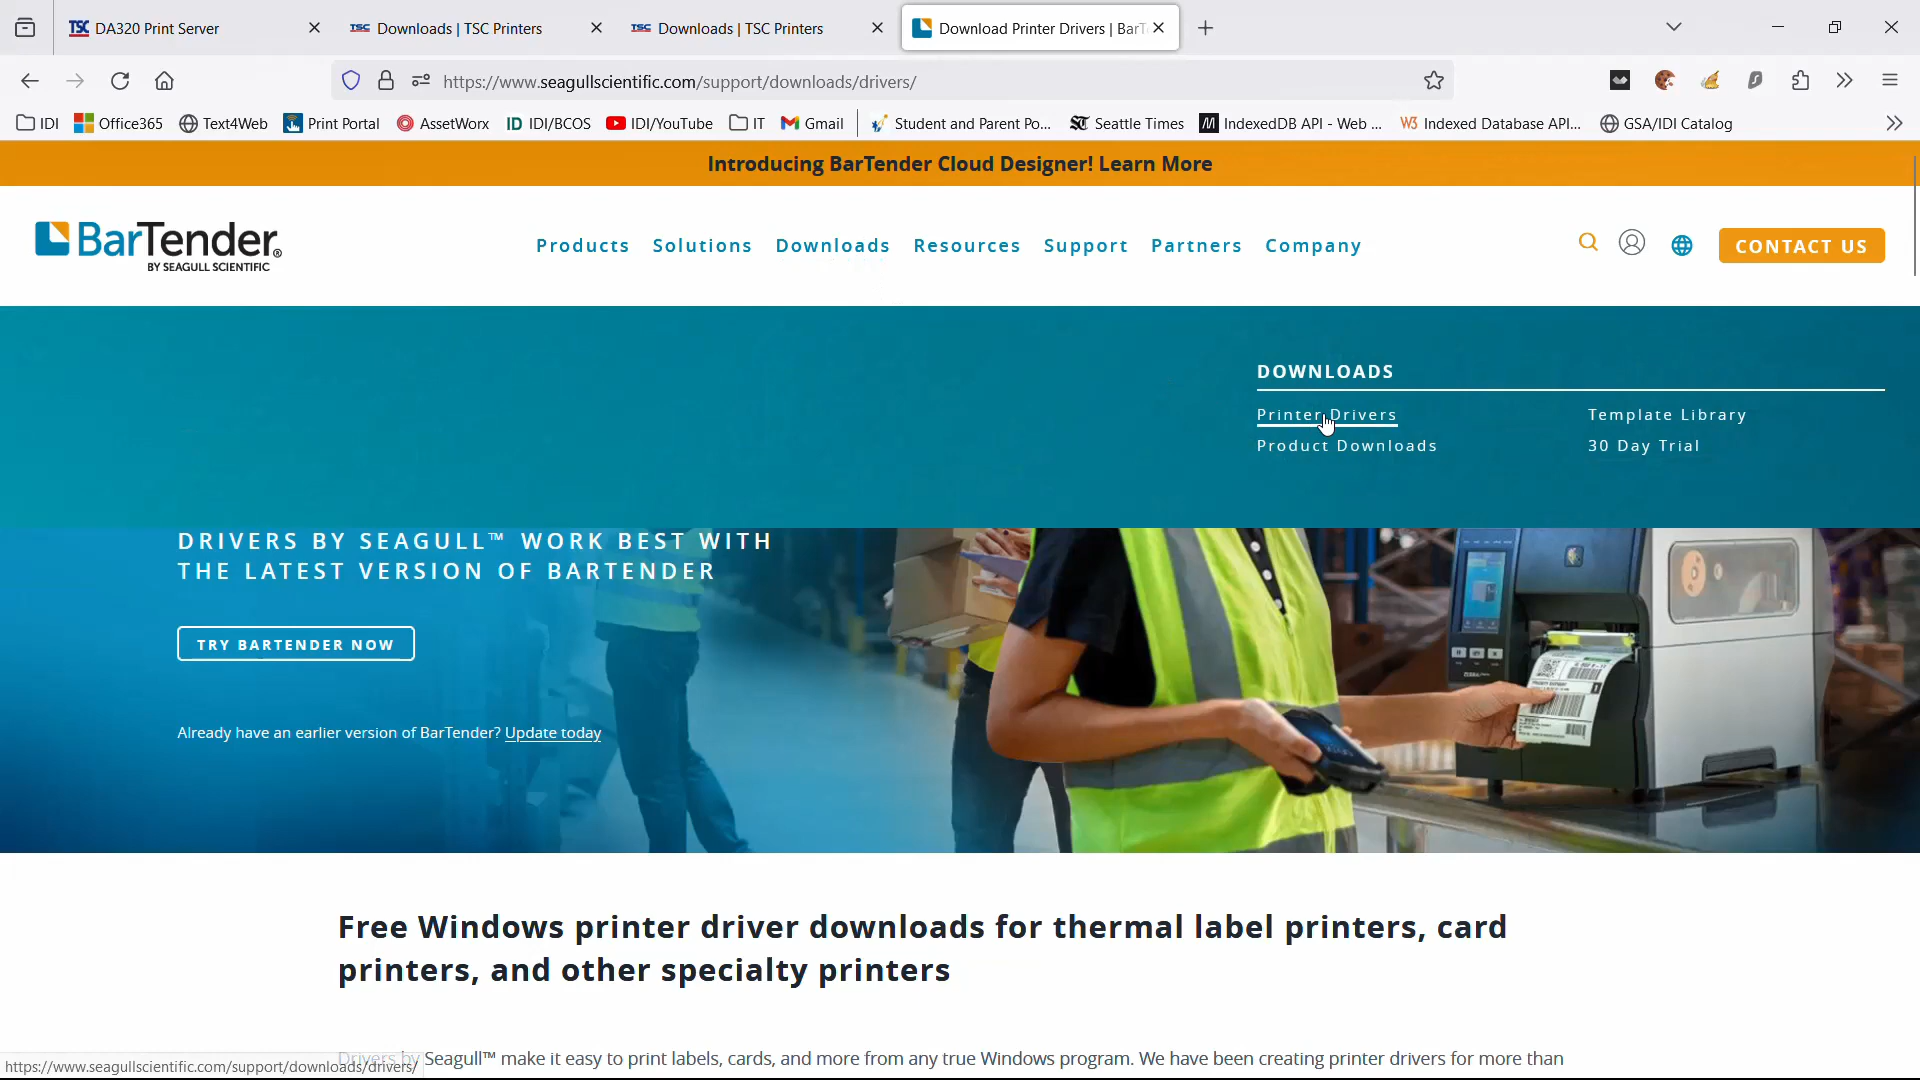 DA320 Print Server
Downloads | TSC Printers
Downloads | TSC Printers
Download Printer Drivers | BarT
https://www.seagullscientific.com/support/downloads/drivers/
IDI
Office365
Text4Web
Print Portal
AssetWorx
IDI/BCOS
IDI/YouTube
IT
Gmail
Student and Parent Po...
Seattle Times
IndexedDB API - Web ...
Indexed Database API...
GSA/IDI Catalog
Introducing BarTender Cloud Designer! Learn More
BarTender®
BY SEAGULL SCIENTIFIC
Products
Solutions
Downloads
Resources
Support
Partners
Company
CONTACT US
DOWNLOADS
Printer Drivers
Template Library
Product Downloads
30 Day Trial
DRIVERS BY SEAGULL™ WORK BEST WITH
THE LATEST VERSION OF BARTENDER
TRY BARTENDER NOW
Already have an earlier version of BarTender? Update today
Free Windows printer driver downloads for thermal label printers, card
printers, and other specialty printers
Drivers by Seagull™ make it easy to print labels, cards, and more from any true Windows program. We have been creating printer drivers for more than
https://www.seagullscientific.com/support/downloads/drivers/